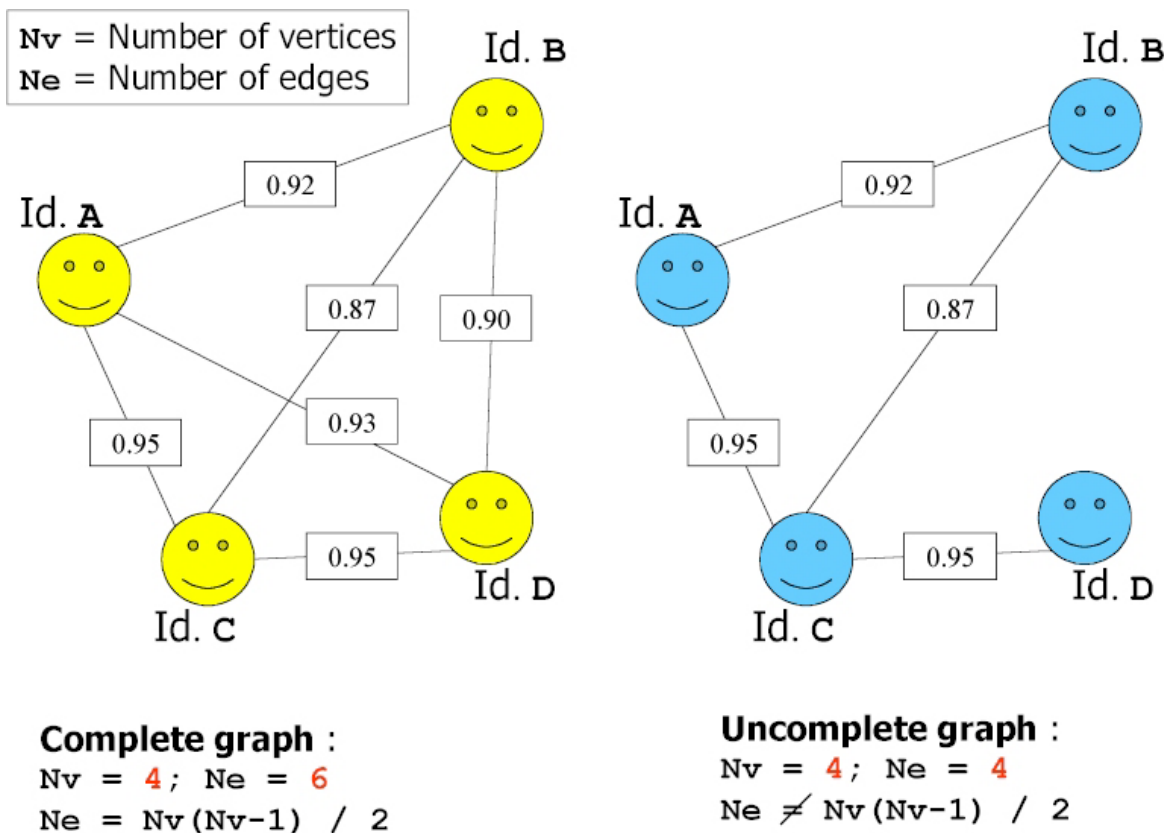 Nv = Number of vertices
Ne = Number of edges
Id. B
0.92
Id. A
0.87
0.90
0.93
0.95
0.95
Id. D
Id. C
Complete graph :
Nv = 4; Ne = 6
Ne = Nv(Nv-1) / 2
Id. B
0.92
Id. A
0.87
0.95
0.95
Id. D
Id. C
Uncomplete graph :
Nv = 4; Ne = 4
Ne ≠ Nv(Nv-1) / 2